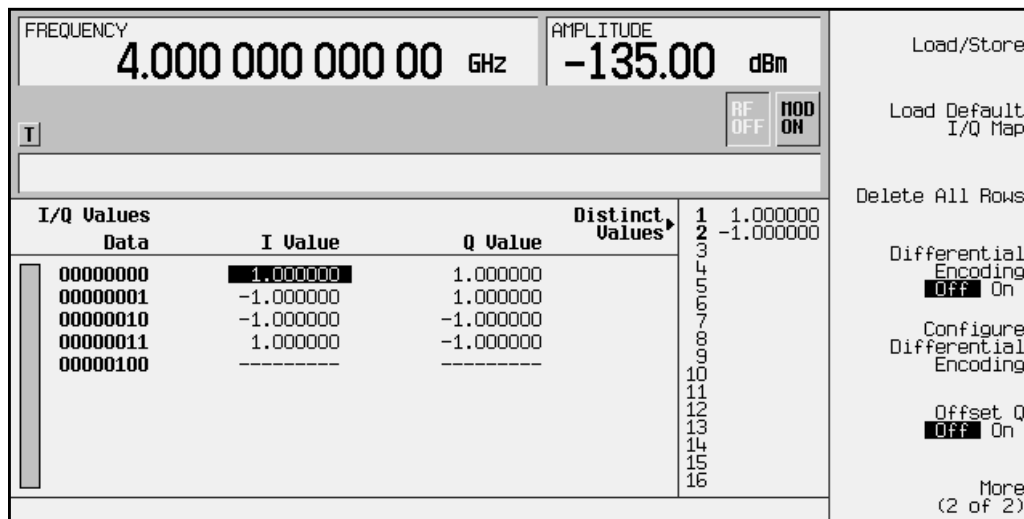 FREQUENCY
4.000 000 000 00 GHz
AMPLITUDE
-135.00 dBm
RF
OFF
MOD
ON
T
I/Q Values
Distinct
Values
Data I Value Q Value
00000000 1.000000 1.000000
00000001 -1.000000 1.000000
00000010 -1.000000 -1.000000
00000011 1.000000 -1.000000
00000100 --------- ---------
1 1.000000
2 -1.000000
3
4
5
6
7
8
9
10
11
12
13
14
15
16
Load/Store
Load Default
I/Q Map
Delete All Rows
Differential
Encoding
Off On
Configure
Differential
Encoding
Offset Q
Off On
More
(2 of 2)